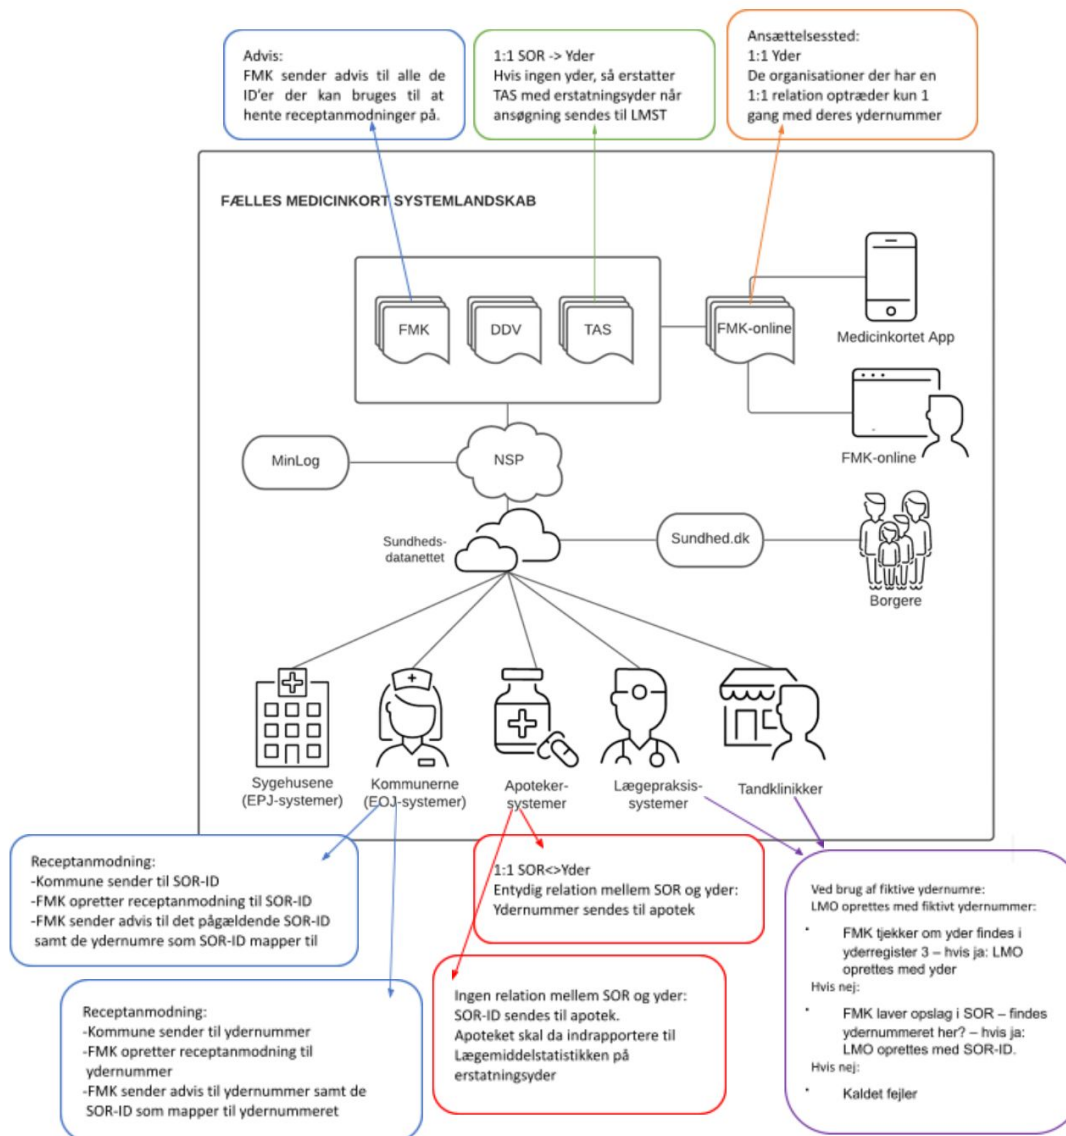 Advis:
FMK sender advis til alle de
ID'er der kan bruges til at
hente receptanmodninger på.
1:1 SOR -> Yder
Hvis ingen yder, så erstatter
TAS med erstatningsyder når
ansøgning sendes til LMST
Ansættelsessted:
1:1 Yder
De organisationer der har en
1:1 relation optræder kun 1
gang med deres ydernummer
FÆLLES MEDICINKORT SYSTEMLANDSKAB
FMK
DDV
TAS
FMK-online
Medicinkortet App
FMK-online
MinLog
NSP
Sundheds-
datanettet
Sundhed.dk
Borgere
Sygehusene
(EPJ-systemer)
Kommunerne
(EOJ-systemer)
Apoteker-
systemer
Lægepraksis-
systemer
Tandklinikker
Receptanmodning:
-Kommune sender til SOR-ID
-FMK opretter receptanmodning til SOR-ID
-FMK sender advis til det pågældende SOR-ID
samt de ydernumre som SOR-ID mapper til
1:1 SOR<>Yder
Entydig relation mellem SOR og yder:
Ydernummer sendes til apotek
Ved brug af fiktive ydernumre:
LMO oprettes med fiktivt ydernummer:
· FMK tjekker om yder findes i
yderregister 3 – hvis ja: LMO
oprettes med yder
Hvis nej:
· FMK laver opslag i SOR – findes
ydernummeret her? – hvis ja:
LMO oprettes med SOR-ID.
Hvis nej:
· Kaldet fejler
Receptanmodning:
-Kommune sender til ydernummer
-FMK opretter receptanmodning til
ydernummer
-FMK sender advis til ydernummer samt de
SOR-ID som mapper til ydernummeret
Ingen relation mellem SOR og yder:
SOR-ID sendes til apotek.
Apoteket skal da indrapportere til
Lægemiddelstatistikken på
erstatningsyder